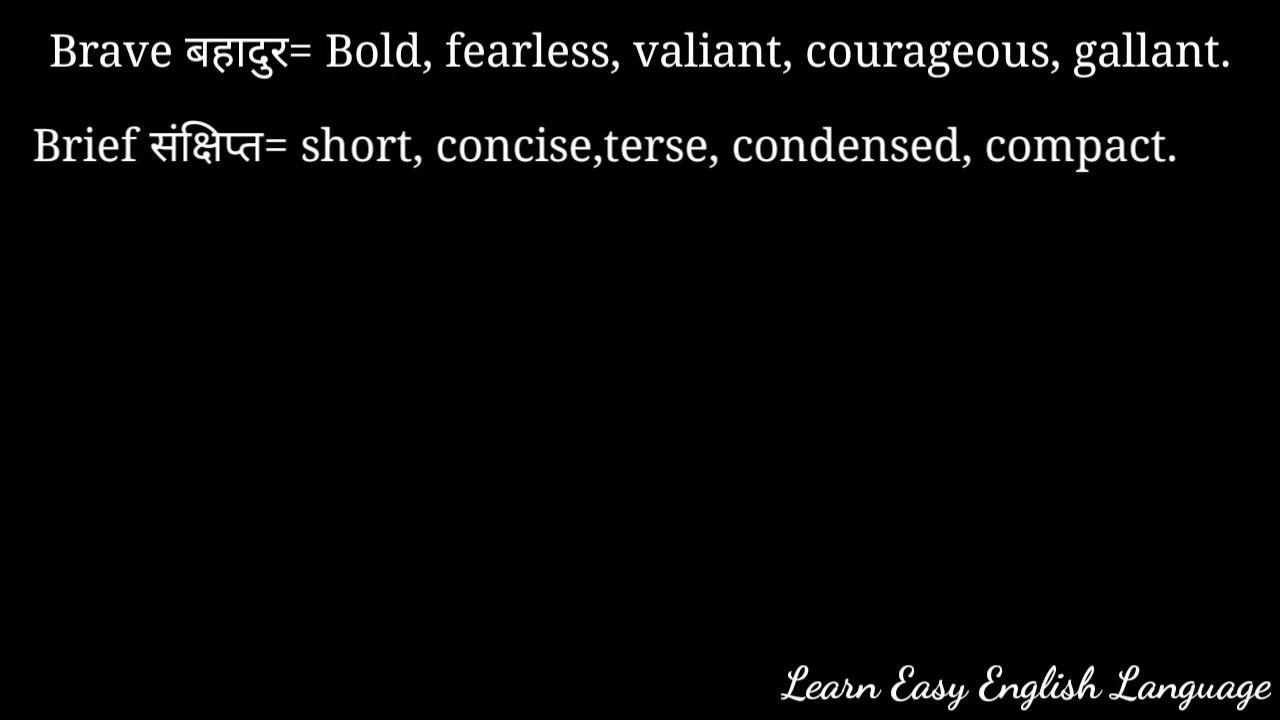 Brave बहादुर= Bold, fearless, valiant, courageous, gallant.
Brief संक्षिप्त= short, concise,terse, condensed, compact.
Learn Easy English Language